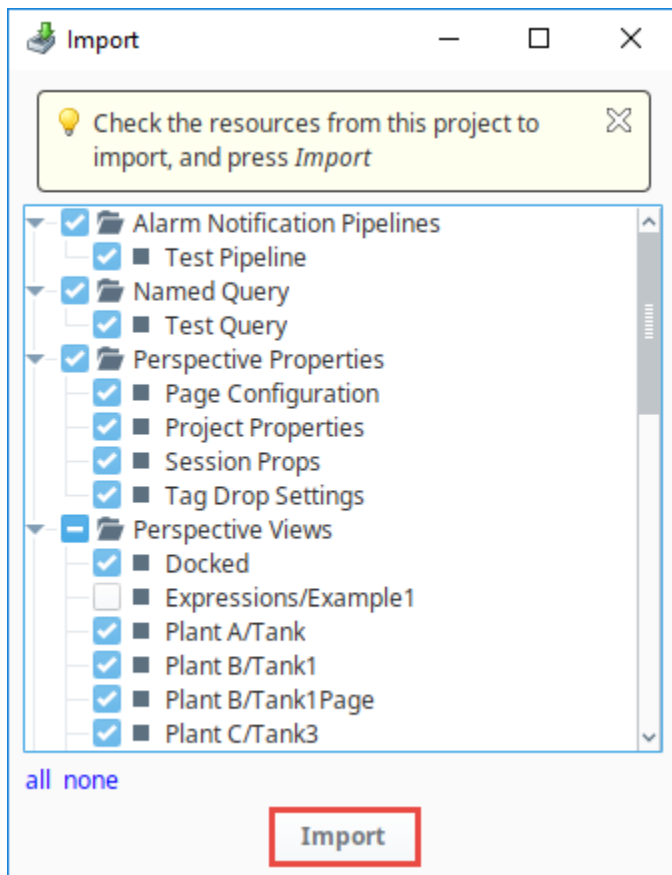 Import
Check the resources from this project to
import, and press Import
Alarm Notification Pipelines
Test Pipeline
Named Query
Test Query
Perspective Properties
Page Configuration
Project Properties
Session Props
Tag Drop Settings
Perspective Views
Docked
Expressions/Example1
Plant A/Tank
Plant B/Tank1
Plant B/Tank1Page
Plant C/Tank3
all none
Import